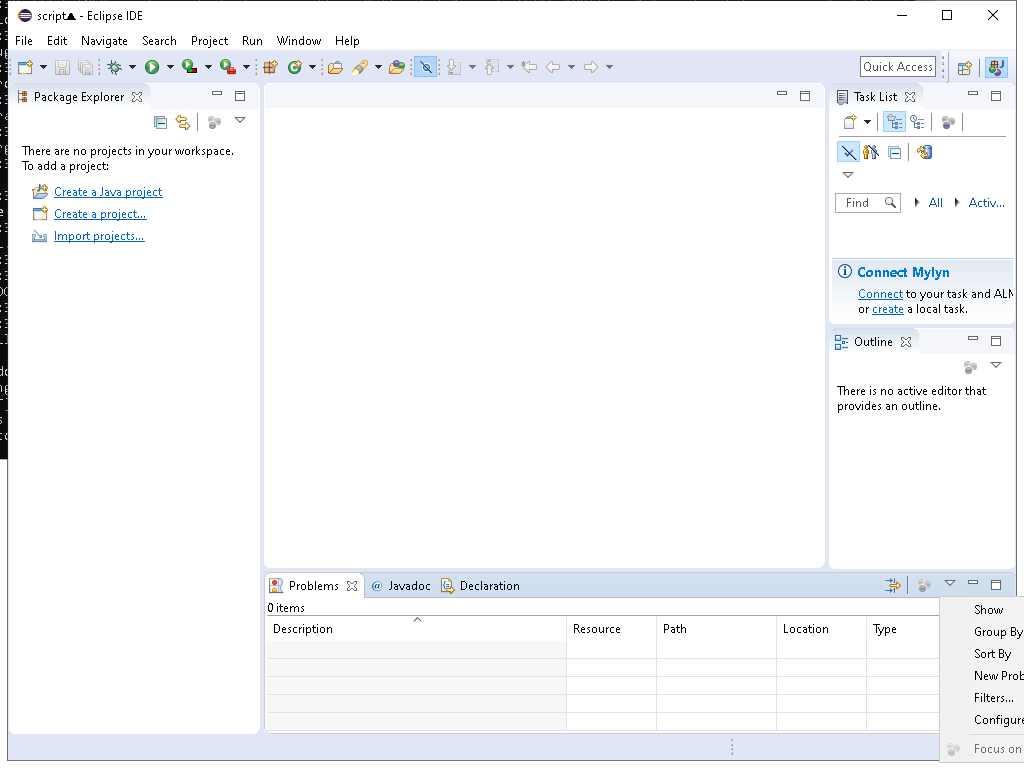 script▲ - Eclipse IDE
File Edit Navigate Search Project Run Window Help
Quick Access
Package Explorer
There are no projects in your workspace.
To add a project:
Create a Java project
Create a project...
Import projects...
Task List
Find
All
Activ...
Connect Mylyn
Connect to your task and ALM
or create a local task.
Outline
There is no active editor that
provides an outline.
Problems
@ Javadoc
Declaration
0 items
Description Resource Path Location Type
Show
Group By
Sort By
New Prob
Filters...
Configure
Focus on